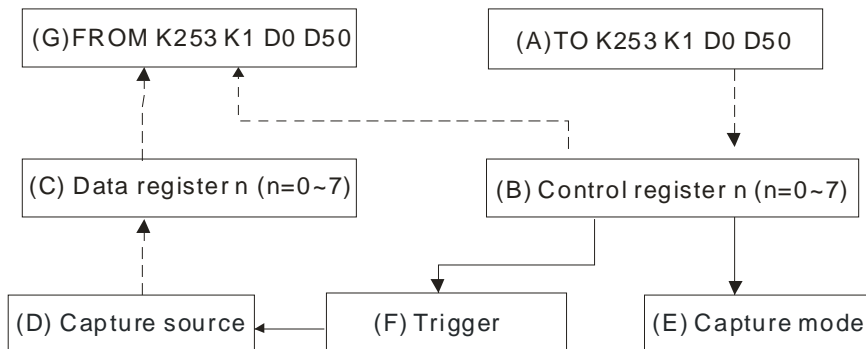 (G)FROM K253 K1 D0 D50
(A)TO K253 K1 D0 D50
(C) Data register n (n=0~7)
(B) Control register n (n=0~7)
(D) Capture source
(F) Trigger
(E) Capture mode